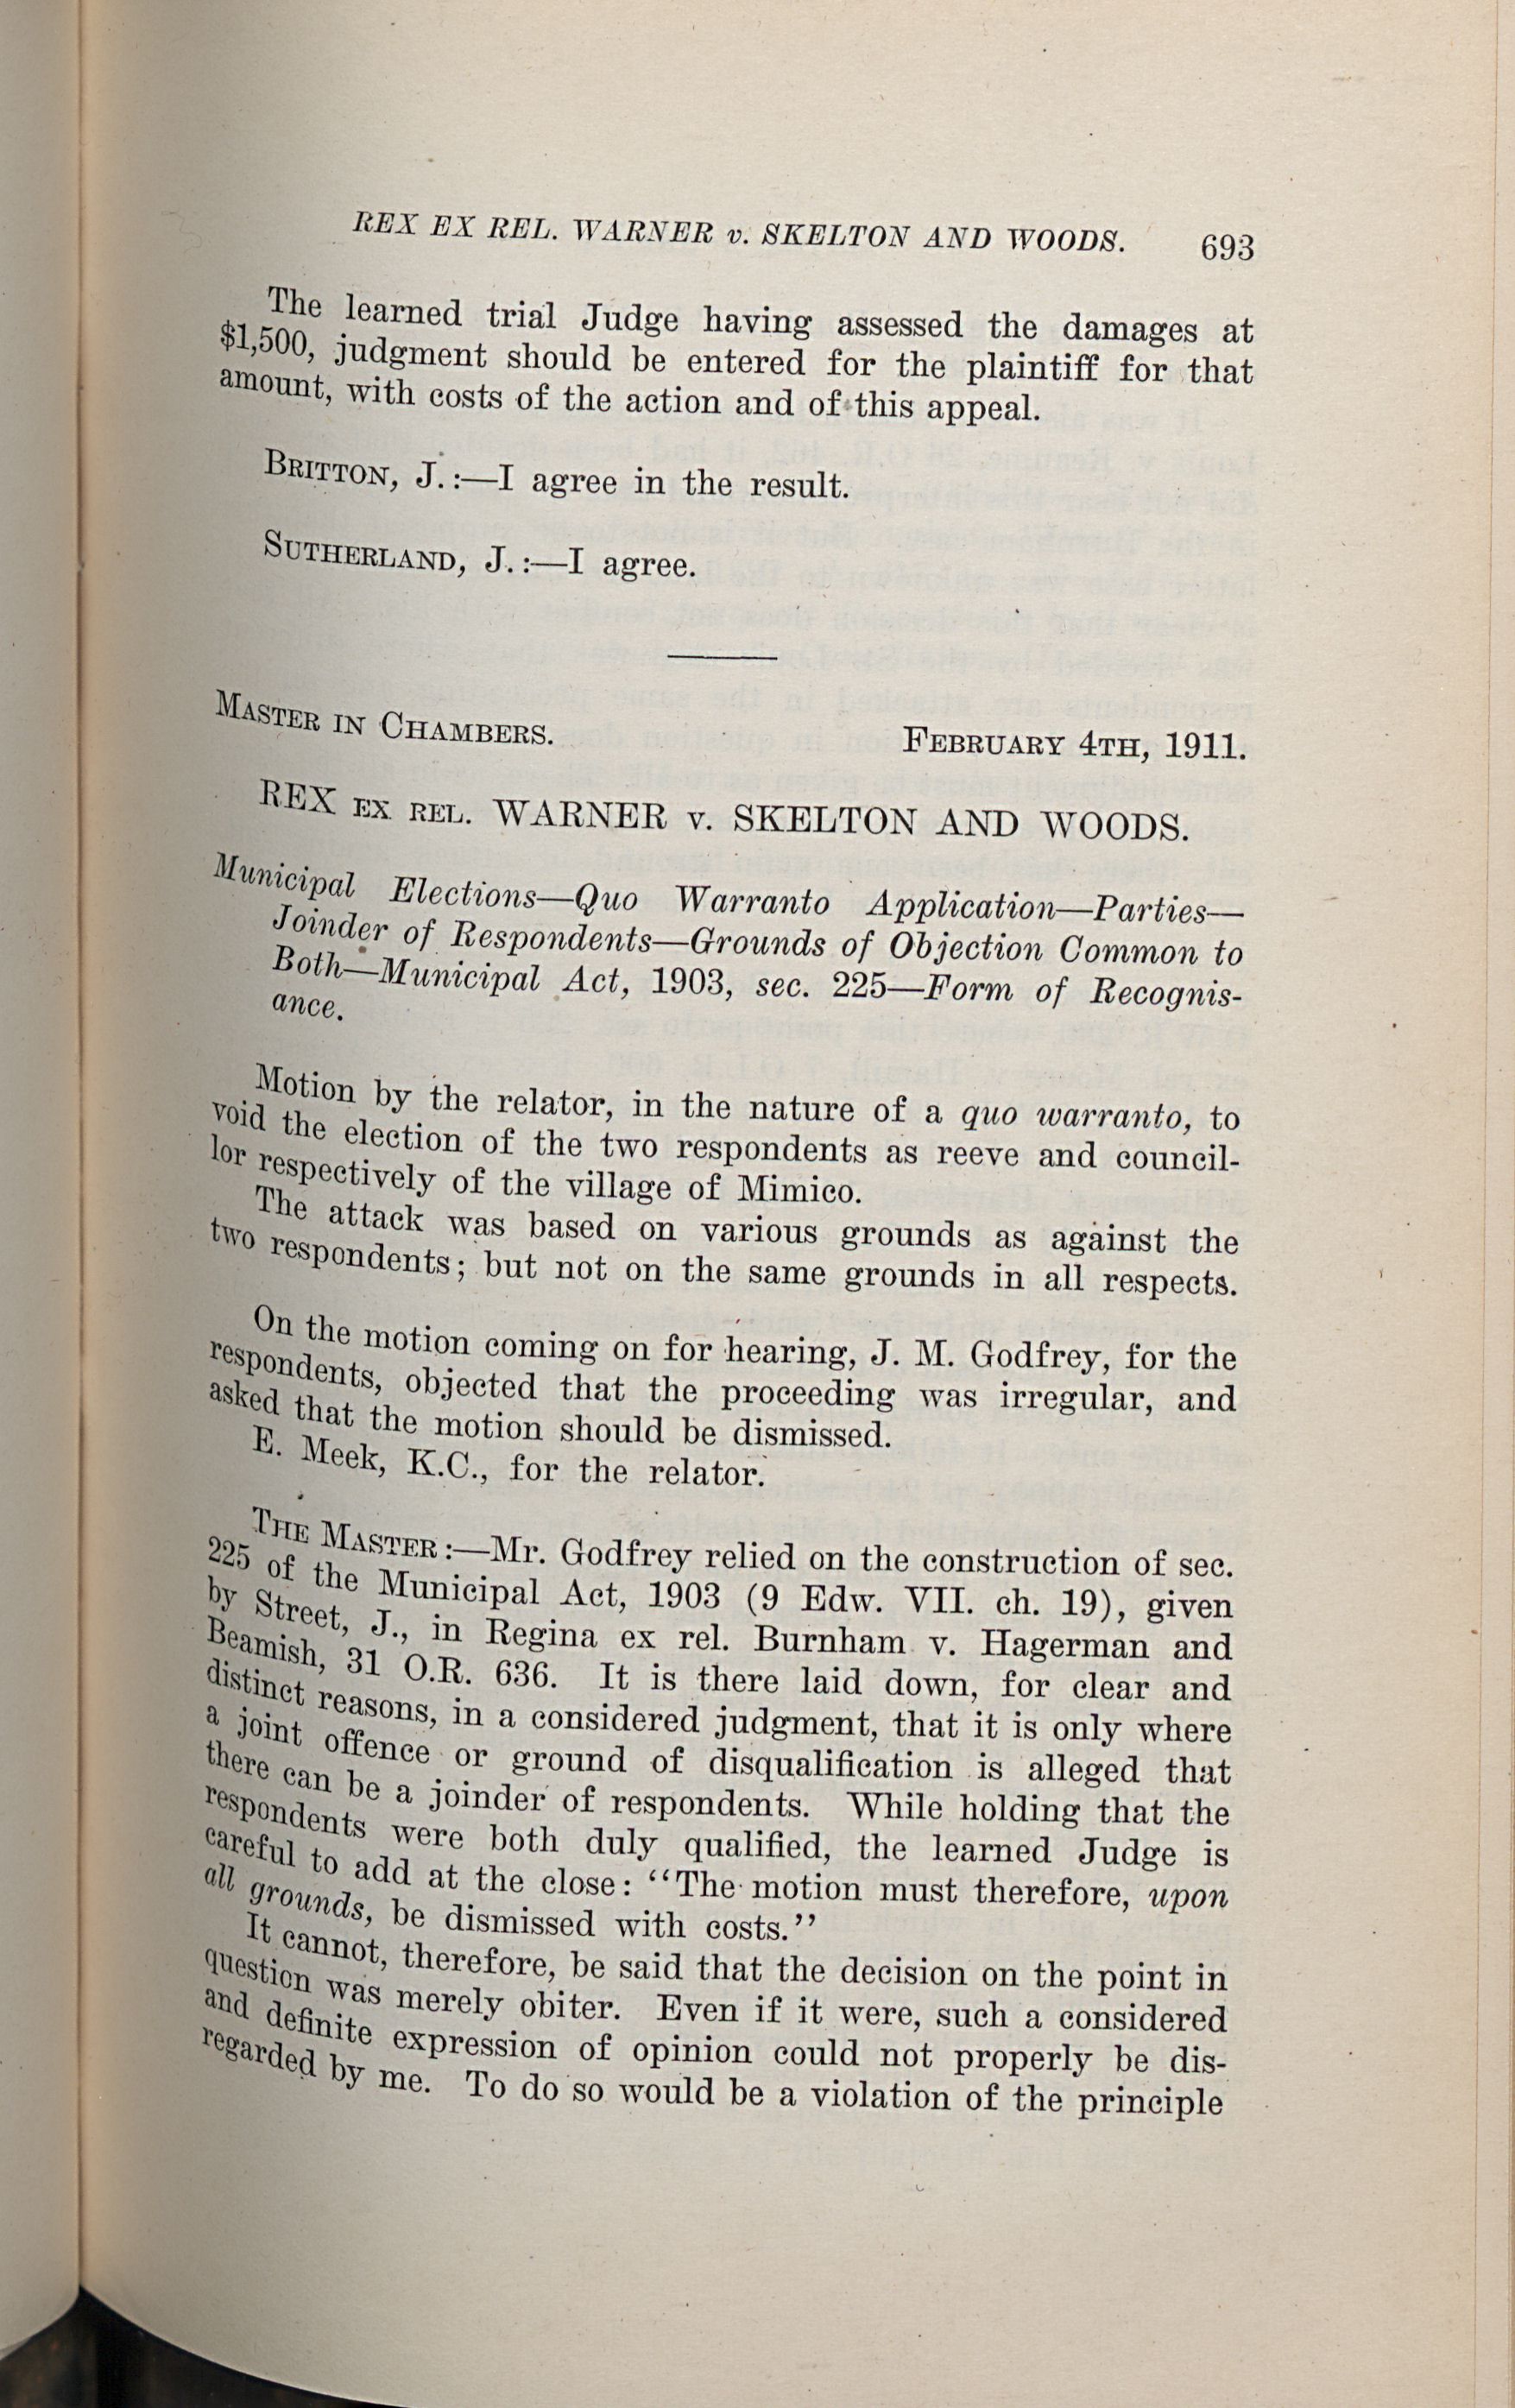 REX EX REL. WARNER v. SKELTON AND WOODS. 693
The learned trial Judge having assessed the damages at
$1,500, judgment should be entered for the plaintiff for that
amount, with costs of the action and of this appeal.
BRITTON, J.:—I agree in the result.
SUTHERLAND, J.:—I agree.
MASTER IN CHAMBERS. FEBRUARY 4TH, 1911.
REX EX REL. WARNER v. SKELTON AND WOODS.
Municipal Elections—Quo Warranto Application—Parties—
Joinder of Respondents—Grounds of Objection Common to
Both—Municipal Act, 1903, sec. 225—Form of Recognis-
ance.
Motion by the relator, in the nature of a quo warranto, to
void the election of the two respondents as reeve and council-
lor respectively of the village of Mimico.
The attack was based on various grounds as against the
two respondents; but not on the same grounds in all respects.
On the motion coming on for hearing, J. M. Godfrey, for the
respondents, objected that the proceeding was irregular, and
asked that the motion should be dismissed.
E. Meek, K.C., for the relator.
THE MASTER:—Mr. Godfrey relied on the construction of sec.
225 of the Municipal Act, 1903 (9 Edw. VII. ch. 19), given
by Street, J., in Regina ex rel. Burnham v. Hagerman and
Beamish, 31 O.R. 636. It is there laid down, for clear and
distinct reasons, in a considered judgment, that it is only where
a joint offence or ground of disqualification is alleged that
there can be a joinder of respondents. While holding that the
respondents were both duly qualified, the learned Judge is
careful to add at the close: "The motion must therefore, upon
all grounds, be dismissed with costs."
It cannot, therefore, be said that the decision on the point in
question was merely obiter. Even if it were, such a considered
and definite expression of opinion could not properly be dis-
regarded by me. To do so would be a violation of the principle